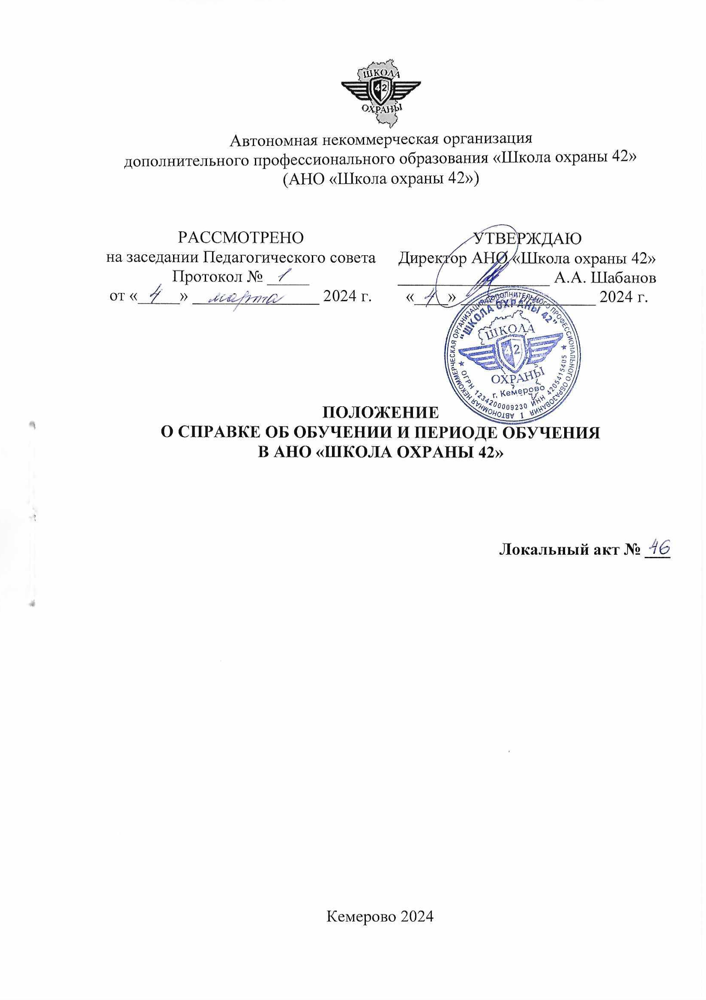 ШКОЛА
42
ОХРАНЫ
Автономная некоммерческая организация
дополнительного профессионального образования «Школа охраны 42»
(АНО «Школа охраны 42»)
РАССМОТРЕНО
на заседании Педагогического совета
Протокол № 1
от «4» марта 2024 г.
УТВЕРЖДАЮ
Директор АНО «Школа охраны 42»
А.А. Шабанов
«4» 2024 г.
АВТОНОМНАЯ НЕКОММЕРЧЕСКАЯ ОРГАНИЗАЦИЯ ДОПОЛНИТЕЛЬНОГО ПРОФЕССИОНАЛЬНОГО ОБРАЗОВАНИЯ
"ШКОЛА ОХРАНЫ 42"
ШКОЛА
42
ОХРАНЫ
г. Кемерово
★ ОГРН 1234200009230 ИНН 4205415405 ★
ПОЛОЖЕНИЕ
О СПРАВКЕ ОБ ОБУЧЕНИИ И ПЕРИОДЕ ОБУЧЕНИЯ
В АНО «ШКОЛА ОХРАНЫ 42»
Локальный акт № 46
Кемерово 2024